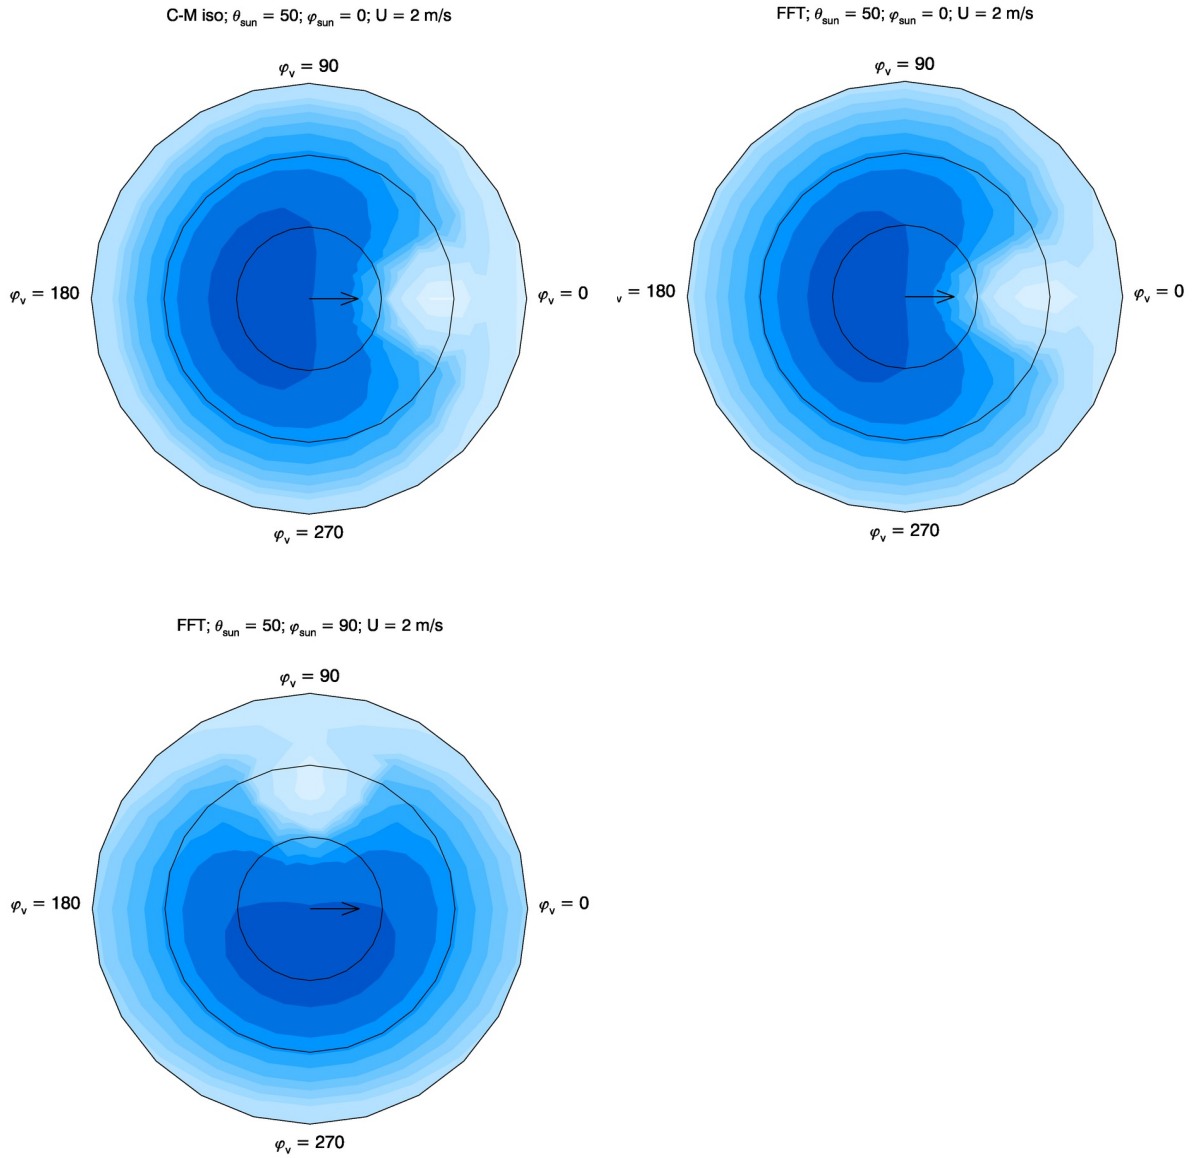 C-M iso; θsun = 50; φsun = 0; U = 2 m/s
φv = 90
φv = 180
φv = 0
φv = 270
FFT; θsun = 50; φsun = 0; U = 2 m/s
φv = 90
v = 180
φv = 0
φv = 270
FFT; θsun = 50; φsun = 90; U = 2 m/s
φv = 90
φv = 180
φv = 0
φv = 270